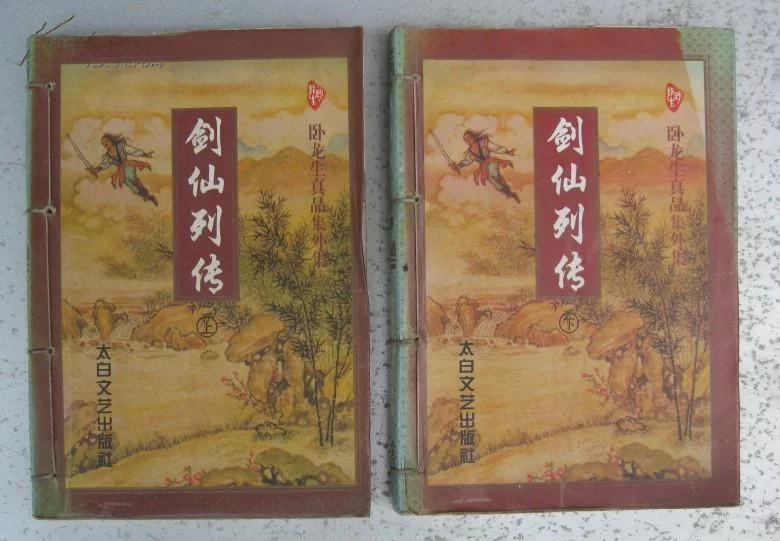 剑仙列传
上
卧龙生真品集外集
太白文艺出版社
剑仙列传
下
卧龙生真品集外集
太白文艺出版社